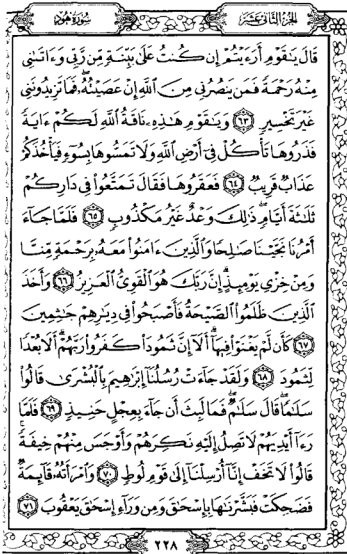 الجزء الثاني عشر سورة هود
قَالَ يَـٰقَوْمِ أَرَءَيْتُمْ إِن كُنتُ عَلَىٰ بَيِّنَةٍ مِّن رَّبِّى وَءَاتَىٰنِى
مِنْهُ رَحْمَةً فَمَن يَنصُرُنِى مِنَ ٱللَّهِ إِنْ عَصَيْتُهُۥ ۖ فَمَا تَزِيدُونَنِى
غَيْرَ تَخْسِيرٍ ٦٣ وَيَـٰقَوْمِ هَـٰذِهِۦ نَاقَةُ ٱللَّهِ لَكُمْ ءَايَةً
فَذَرُوهَا تَأْكُلْ فِىٓ أَرْضِ ٱللَّهِ وَلَا تَمَسُّوهَا بِسُوٓءٍ فَيَأْخُذَكُمْ
عَذَابٌ قَرِيبٌ ٦٤ فَعَقَرُوهَا فَقَالَ تَمَتَّعُوا۟ فِى دَارِكُمْ
ثَلَـٰثَةَ أَيَّامٍ ۖ ذَٰلِكَ وَعْدٌ غَيْرُ مَكْذُوبٍ ٦٥ فَلَمَّا جَآءَ
أَمْرُنَا نَجَّيْنَا صَـٰلِحًا وَٱلَّذِينَ ءَامَنُوا۟ مَعَهُۥ بِرَحْمَةٍ مِّنَّا
وَمِنْ خِزْىِ يَوْمِئِذٍ ۗ إِنَّ رَبَّكَ هُوَ ٱلْقَوِىُّ ٱلْعَزِيزُ ٦٦ وَأَخَذَ
ٱلَّذِينَ ظَلَمُوا۟ ٱلصَّيْحَةُ فَأَصْبَحُوا۟ فِى دِيَـٰرِهِمْ جَـٰثِمِينَ
٦٧ كَأَن لَّمْ يَغْنَوْا۟ فِيهَآ ۗ أَلَآ إِنَّ ثَمُودَا۟ كَفَرُوا۟ رَبَّهُمْ ۗ أَلَا بُعْدًا
لِّثَمُودَ ٦٨ وَلَقَدْ جَآءَتْ رُسُلُنَآ إِبْرَٰهِيمَ بِٱلْبُشْرَىٰ قَالُوا۟
سَلَـٰمًا ۖ قَالَ سَلَـٰمٌ ۖ فَمَا لَبِثَ أَن جَآءَ بِعِجْلٍ حَنِيذٍ ٦٩ فَلَمَّا
رَءَآ أَيْدِيَهُمْ لَا تَصِلُ إِلَيْهِ نَكِرَهُمْ وَأَوْجَسَ مِنْهُمْ خِيفَةً ۚ
قَالُوا۟ لَا تَخَفْ إِنَّآ أُرْسِلْنَآ إِلَىٰ قَوْمِ لُوطٍ ٧٠ وَٱمْرَأَتُهُۥ قَآئِمَةٌ
فَضَحِكَتْ فَبَشَّرْنَـٰهَا بِإِسْحَـٰقَ وَمِن وَرَآءِ إِسْحَـٰقَ يَعْقُوبَ ٧١
٢٢٨